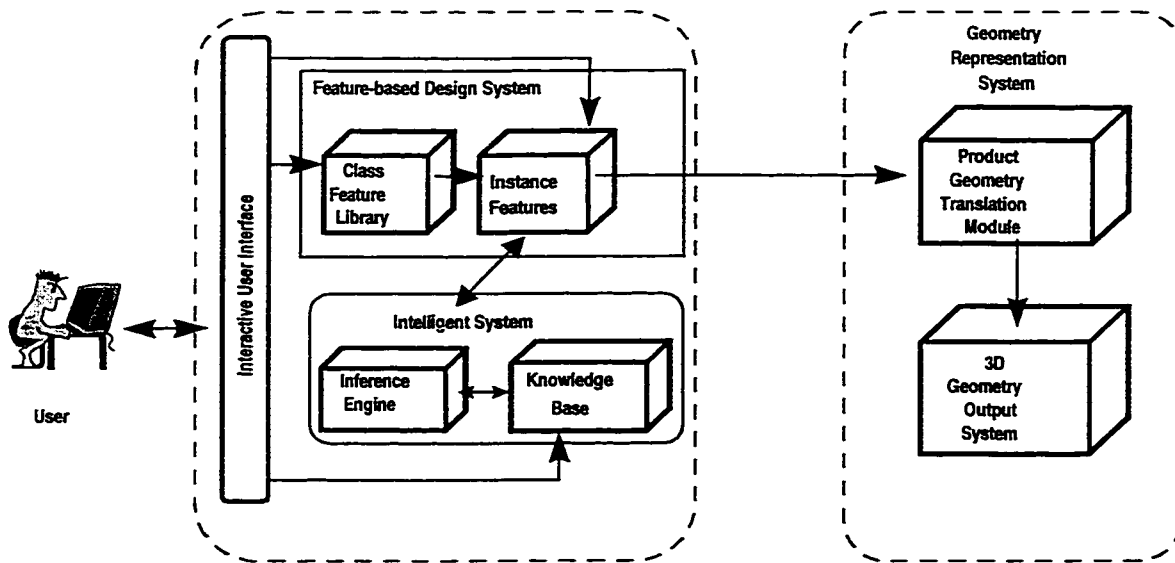 Geometry
Representation
System
Feature-based Design System
Class
Feature
Library
Instance
Features
Product
Geometry
Translation
Module
Interactive User Interface
Intelligent System
Inference
Engine
Knowledge
Base
3D
Geometry
Output
System
User